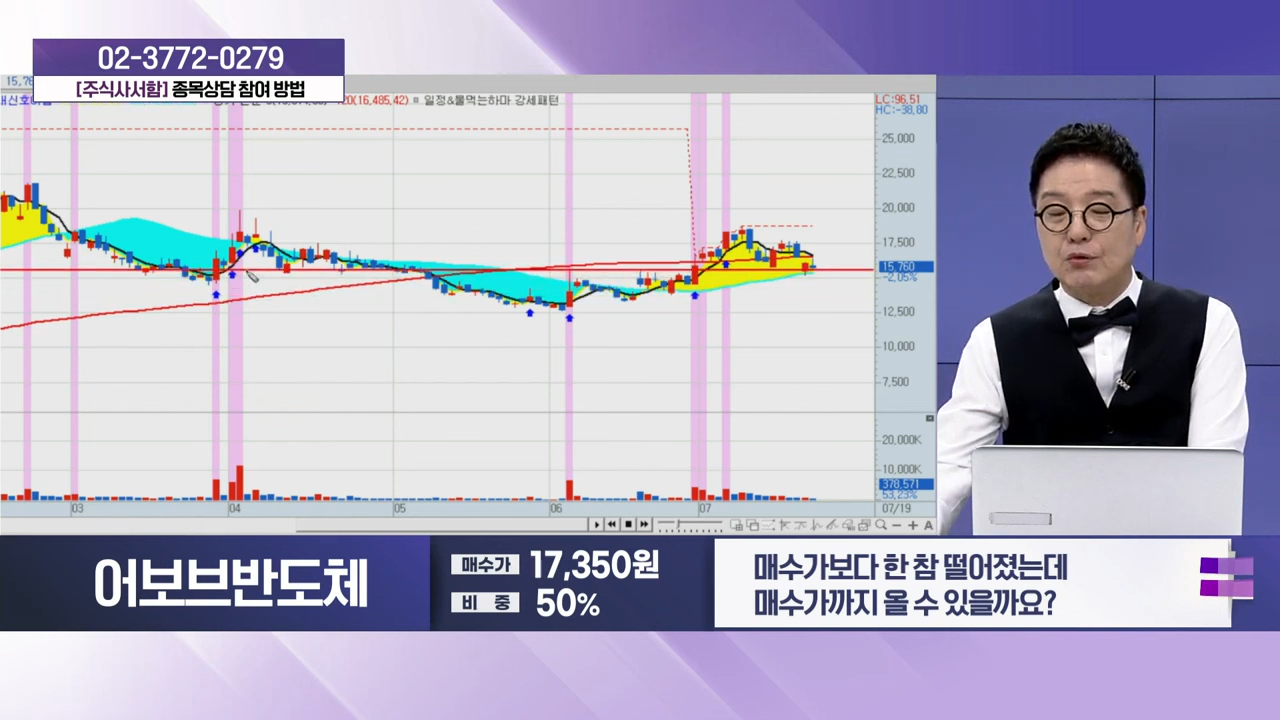 02-3772-0279
[주식사서함] 종목상담 참여 방법
20(16,485,42) ¤ 일정&물먹는하마 강세패턴
LC:96,51
HC:-38,80
25,000
22,500
20,000
17,500
15,760
-2,05%
12,500
10,000
7,500
20,000K
10,000K
378,571
53,23%
03
04
05
06
07
07/19
A
어보브반도체
매수가 17,350원
비 중 50%
매수가보다 한 참 떨어졌는데
매수가까지 올 수 있을까요?